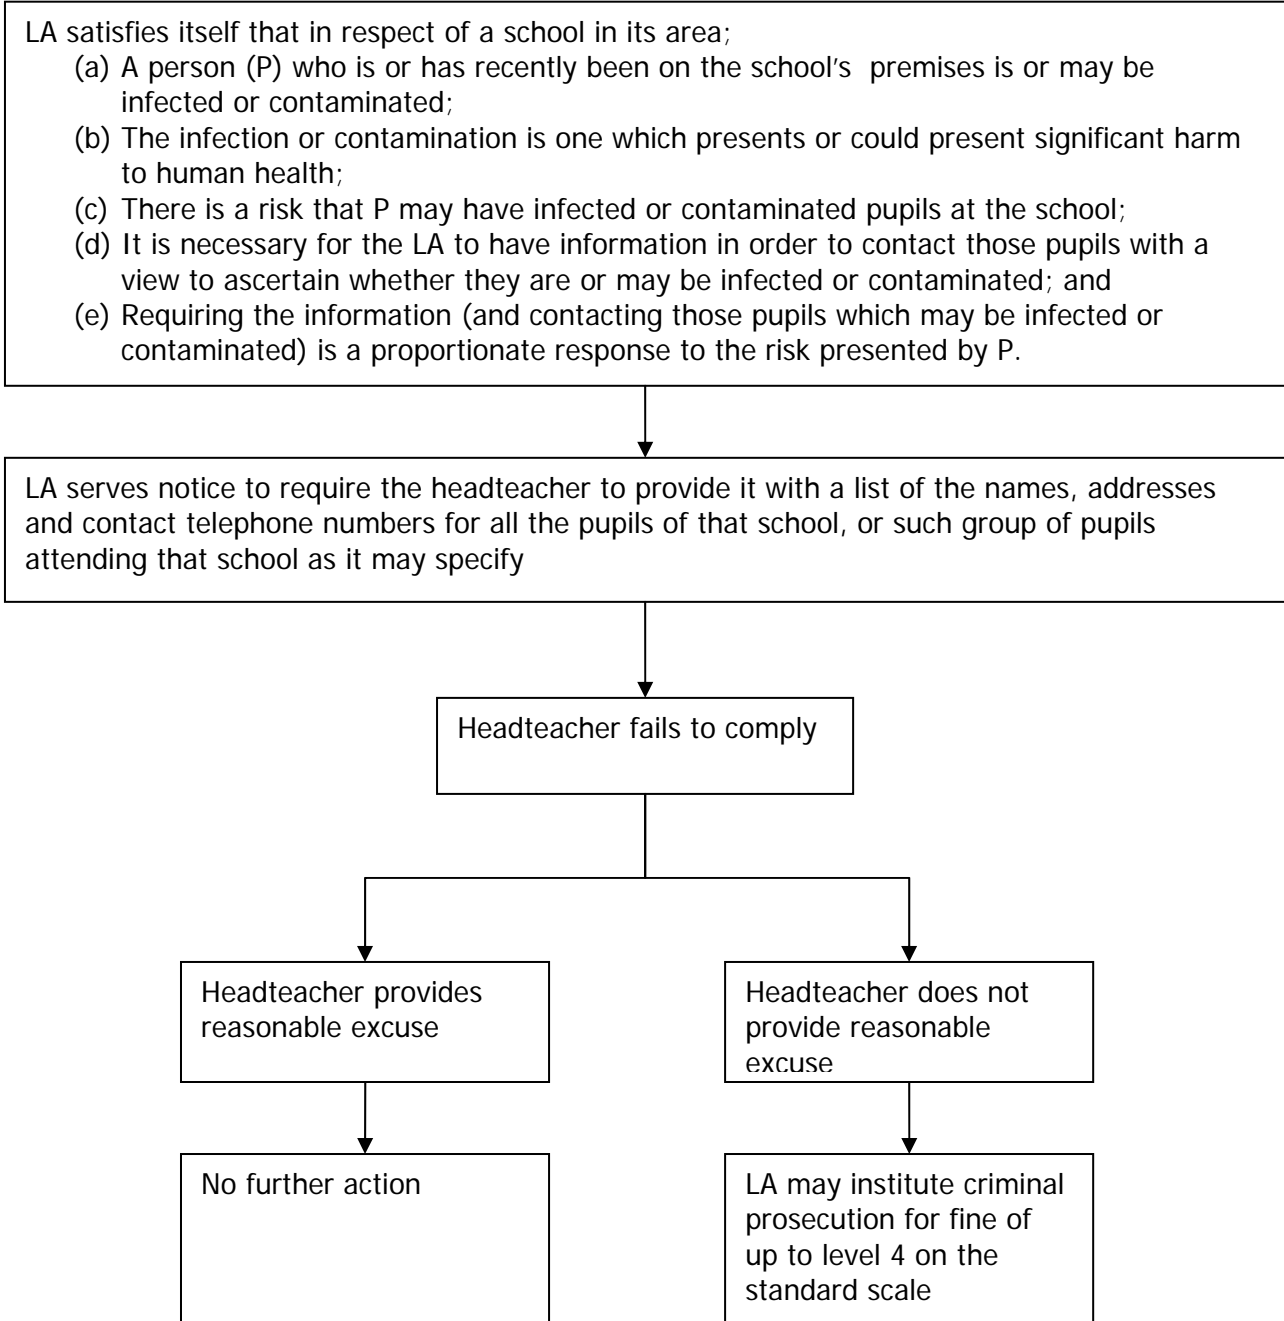 LA satisfies itself that in respect of a school in its area;
(a) A person (P) who is or has recently been on the school's premises is or may be
infected or contaminated;
(b) The infection or contamination is one which presents or could present significant harm
to human health;
(c) There is a risk that P may have infected or contaminated pupils at the school;
(d) It is necessary for the LA to have information in order to contact those pupils with a
view to ascertain whether they are or may be infected or contaminated; and
(e) Requiring the information (and contacting those pupils which may be infected or
contaminated) is a proportionate response to the risk presented by P.
LA serves notice to require the headteacher to provide it with a list of the names, addresses
and contact telephone numbers for all the pupils of that school, or such group of pupils
attending that school as it may specify
Headteacher fails to comply
Headteacher provides
reasonable excuse
Headteacher does not
provide reasonable
excuse
No further action
LA may institute criminal
prosecution for fine of
up to level 4 on the
standard scale